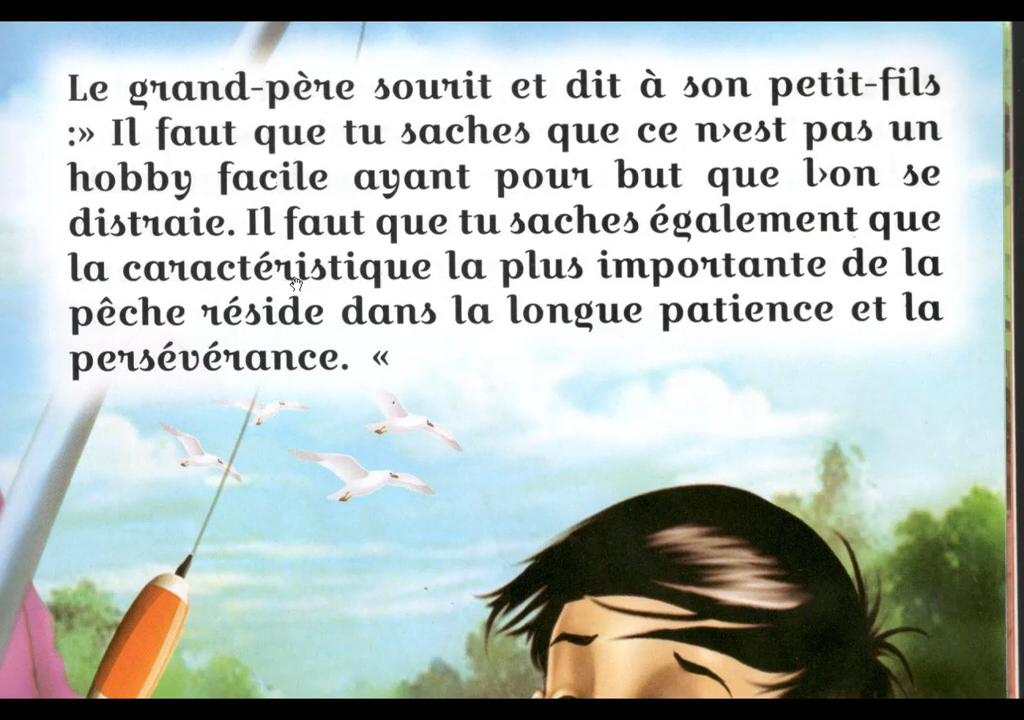 Le grand-père sourit et dit à son petit-fils
:» Il faut que tu saches que ce n›est pas un
hobby facile ayant pour but que l›on se
distraie. Il faut que tu saches également que
la caractéristique la plus importante de la
pêche réside dans la longue patience et la
persévérance. «